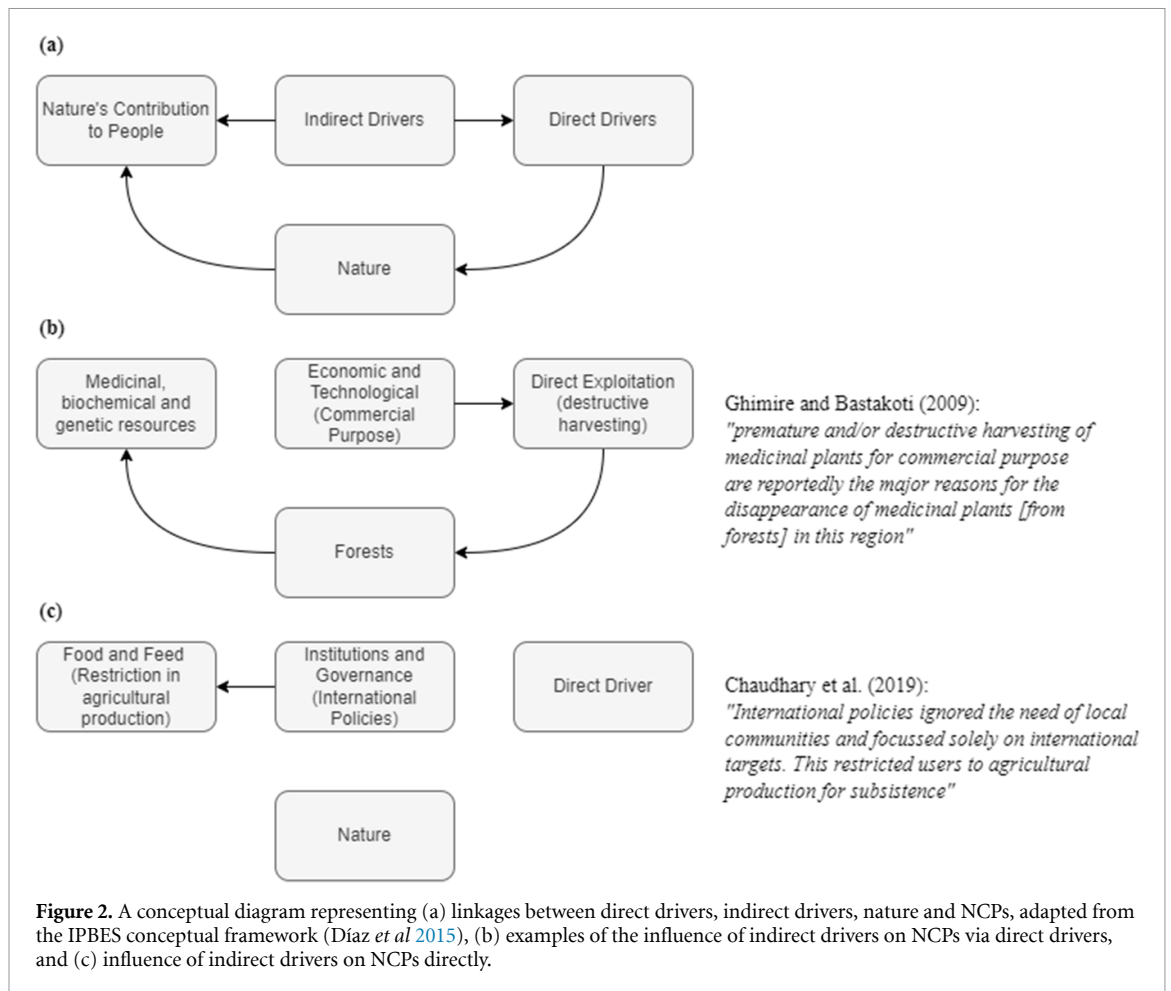 (a)
Nature's Contribution
to People
Indirect Drivers
Direct Drivers
Nature
(b)
Medicinal,
biochemical and
genetic resources
Economic and
Technological
(Commercial
Purpose)
Direct Exploitation
(destructive
harvesting)
Forests
Ghimire and Bastakoti (2009):
"premature and/or destructive harvesting of
medicinal plants for commercial purpose
are reportedly the major reasons for the
disappearance of medicinal plants [from
forests] in this region"
(c)
Food and Feed
(Restriction in
agricultural
production)
Institutions and
Governance
(International
Policies)
Direct Driver
Nature
Chaudhary et al. (2019):
"International policies ignored the need of local
communities and focussed solely on international
targets. This restricted users to agricultural
production for subsistence"
Figure 2. A conceptual diagram representing (a) linkages between direct drivers, indirect drivers, nature and NCPs, adapted from
the IPBES conceptual framework (Díaz et al 2015), (b) examples of the influence of indirect drivers on NCPs via direct drivers,
and (c) influence of indirect drivers on NCPs directly.